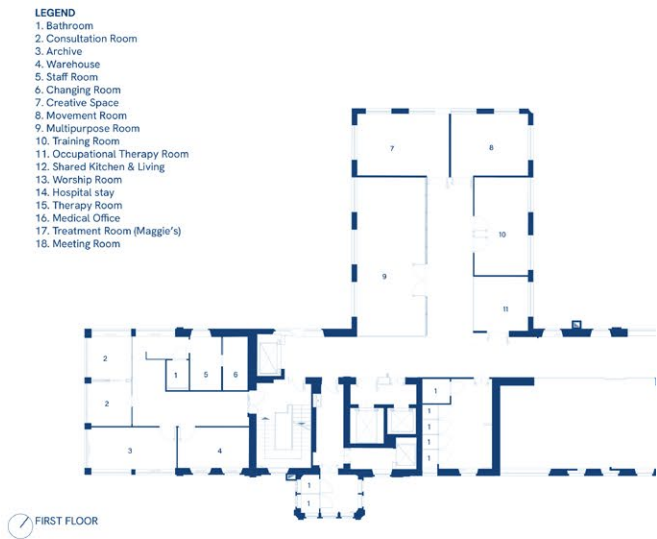 LEGEND
1. Bathroom
2. Consultation Room
3. Archive
4. Warehouse
5. Staff Room
6. Changing Room
7. Creative Space
8. Movement Room
9. Multipurpose Room
10. Training Room
11. Occupational Therapy Room
12. Shared Kitchen & Living
13. Worship Room
14. Hospital stay
15. Therapy Room
16. Medical Office
17. Treatment Room (Maggie's)
18. Meeting Room
7
8
10
9
11
2
1
5
6
2
3
4
1
1
1
1
1
1
1
FIRST FLOOR